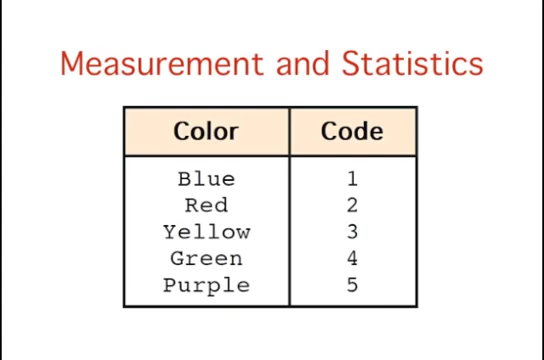 Measurement and Statistics
Color Code
Blue 1
Red 2
Yellow 3
Green 4
Purple 5